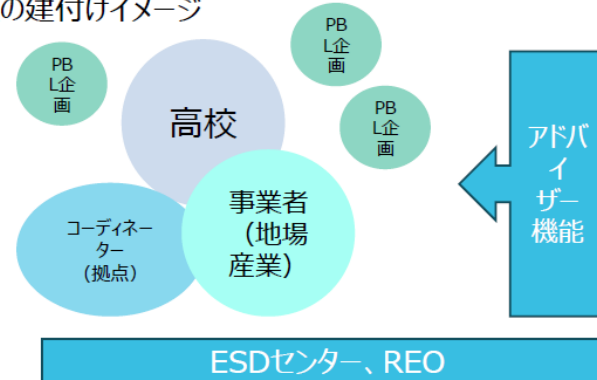 の建付けイメージ
PB
L企
画
PB
L企
画
PB
L企
画
高校
事業者
（地場
産業）
コーディネー
ター
（拠点）
アドバ
イ
ザー
機能
ESDセンター、REO